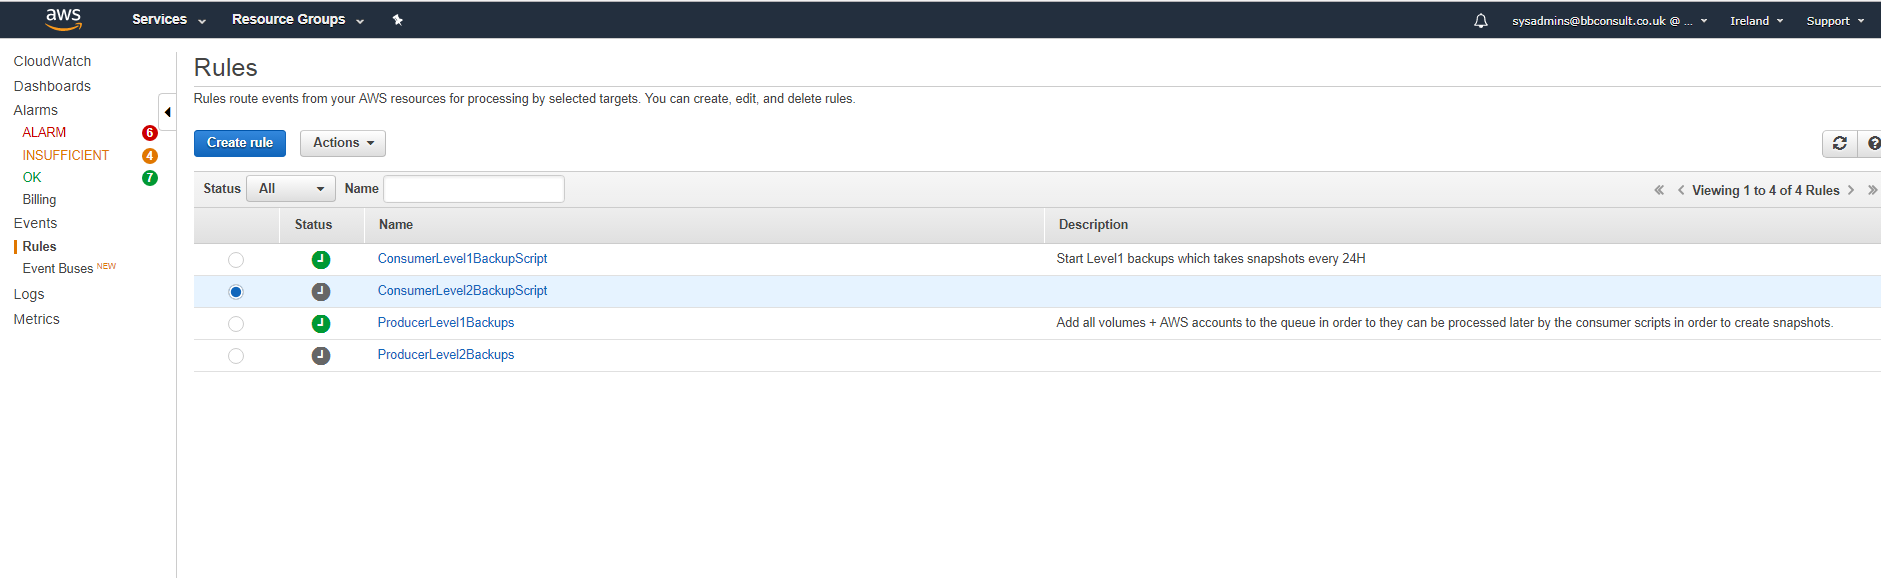 aws Services Resource Groups sysadmins@bbconsult.co.uk @ ... Ireland Support
CloudWatch
Dashboards
Alarms
ALARM 6
INSUFFICIENT 4
OK 7
Billing
Events
Rules
Event Buses NEW
Logs
Metrics
Rules
Rules route events from your AWS resources for processing by selected targets. You can create, edit, and delete rules.
Create rule Actions
Status All Name « < Viewing 1 to 4 of 4 Rules > »
Status Name Description
ConsumerLevel1BackupScript Start Level1 backups which takes snapshots every 24H
ConsumerLevel2BackupScript
ProducerLevel1Backups Add all volumes + AWS accounts to the queue in order to they can be processed later by the consumer scripts in order to create snapshots.
ProducerLevel2Backups